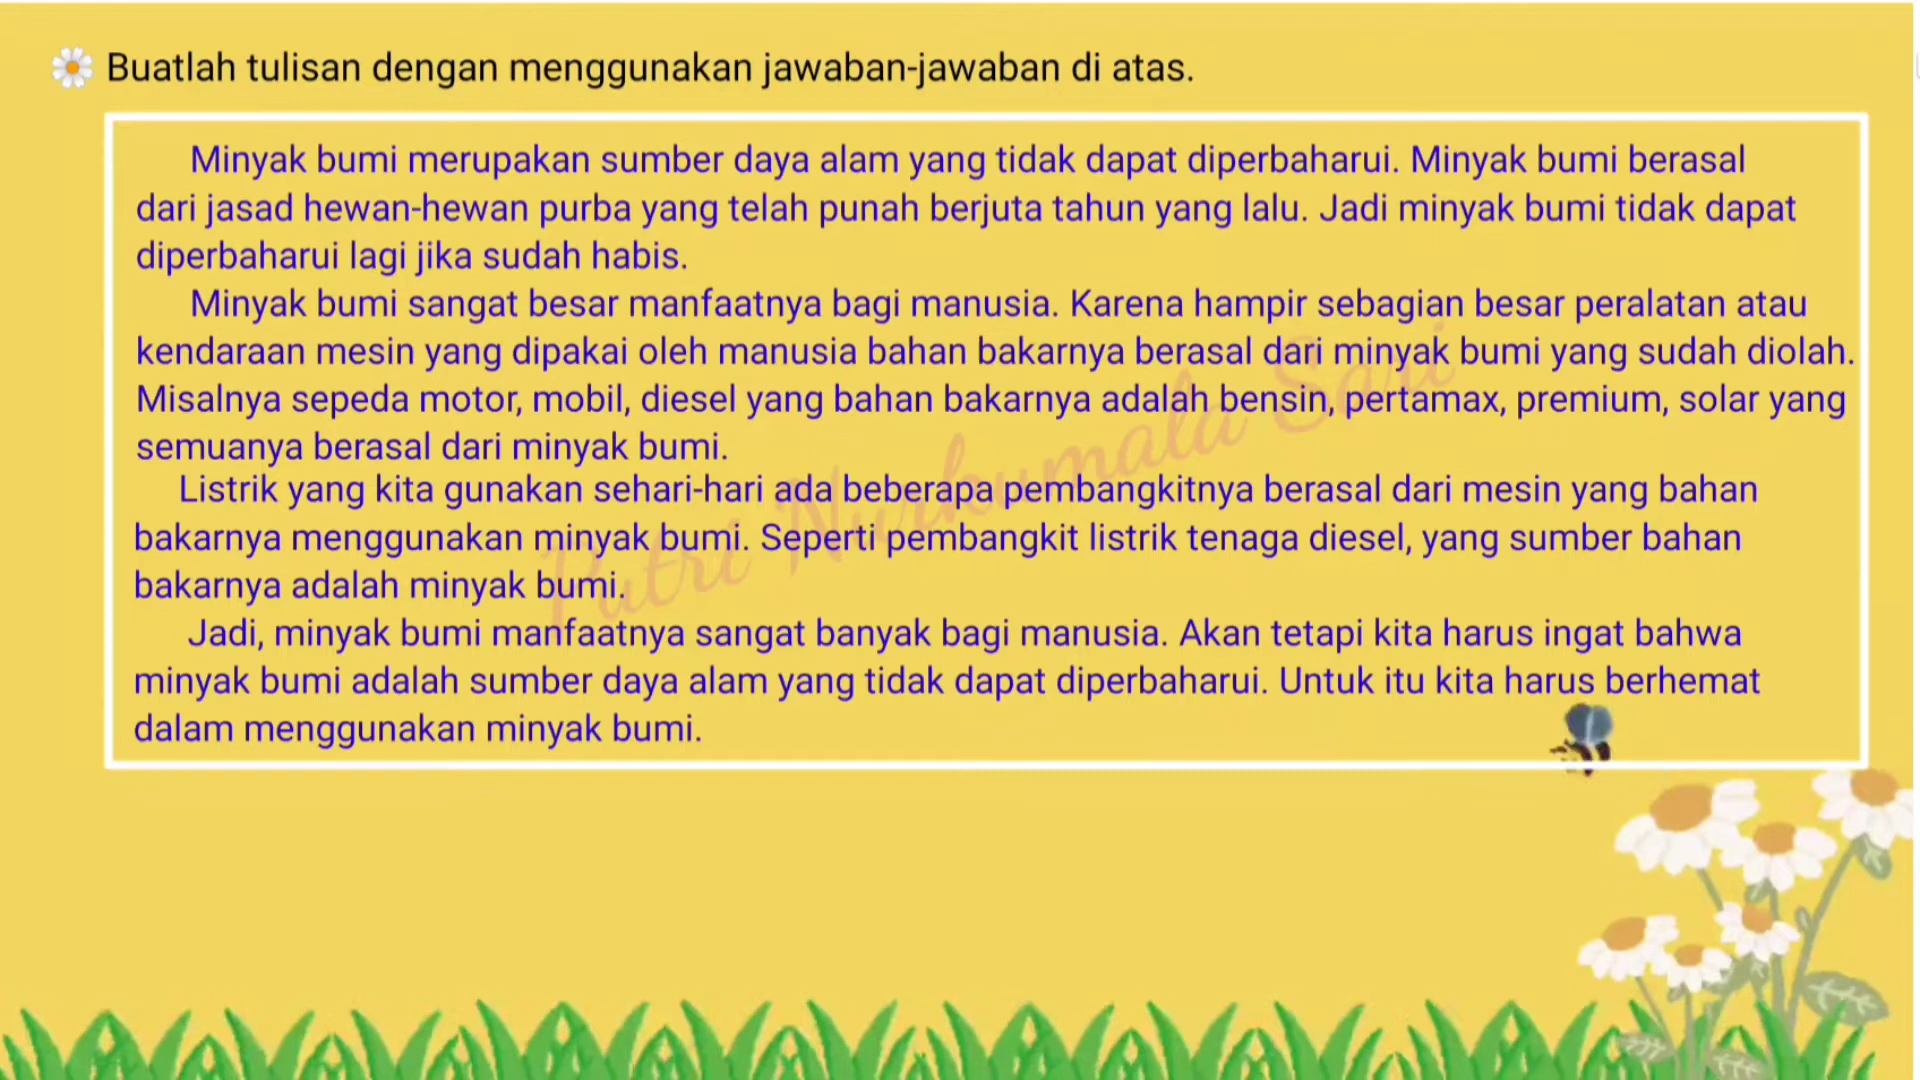 Buatlah tulisan dengan menggunakan jawaban-jawaban di atas.
Minyak bumi merupakan sumber daya alam yang tidak dapat diperbaharui. Minyak bumi berasal
dari jasad hewan-hewan purba yang telah punah berjuta tahun yang lalu. Jadi minyak bumi tidak dapat
diperbaharui lagi jika sudah habis.
Minyak bumi sangat besar manfaatnya bagi manusia. Karena hampir sebagian besar peralatan atau
kendaraan mesin yang dipakai oleh manusia bahan bakarnya berasal dari minyak bumi yang sudah diolah.
Misalnya sepeda motor, mobil, diesel yang bahan bakarnya adalah bensin, pertamax, premium, solar yang
semuanya berasal dari minyak bumi.
Listrik yang kita gunakan sehari-hari ada beberapa pembangkitnya berasal dari mesin yang bahan
bakarnya menggunakan minyak bumi. Seperti pembangkit listrik tenaga diesel, yang sumber bahan
bakarnya adalah minyak bumi.
Jadi, minyak bumi manfaatnya sangat banyak bagi manusia. Akan tetapi kita harus ingat bahwa
minyak bumi adalah sumber daya alam yang tidak dapat diperbaharui. Untuk itu kita harus berhemat
dalam menggunakan minyak bumi.
Putri Nurkumala Sari